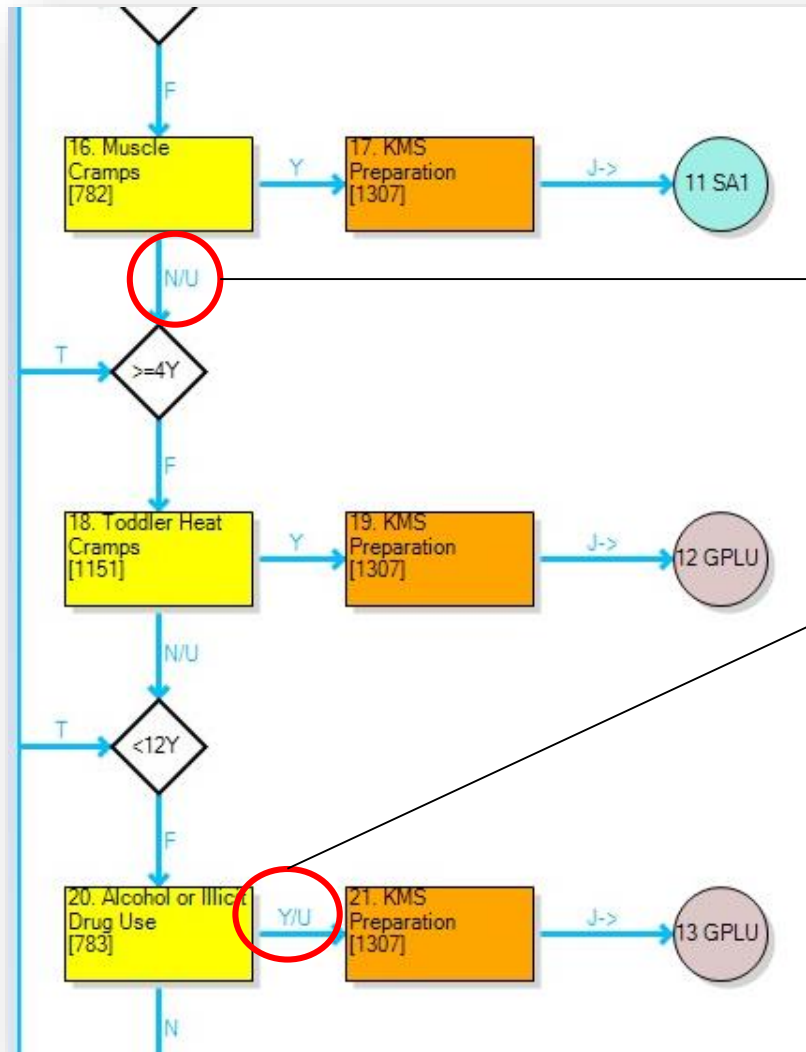 F
16. Muscle
Cramps
[782]
Y
17. KMS
Preparation
[1307]
J->
11 SA1
N/U
T
>=4Y
F
18. Toddler Heat
Cramps
[1151]
Y
19. KMS
Preparation
[1307]
J->
12 GPLU
N/U
T
<12Y
F
20. Alcohol or Illicit
Drug Use
[783]
Y/U
21. KMS
Preparation
[1307]
J->
13 GPLU
N